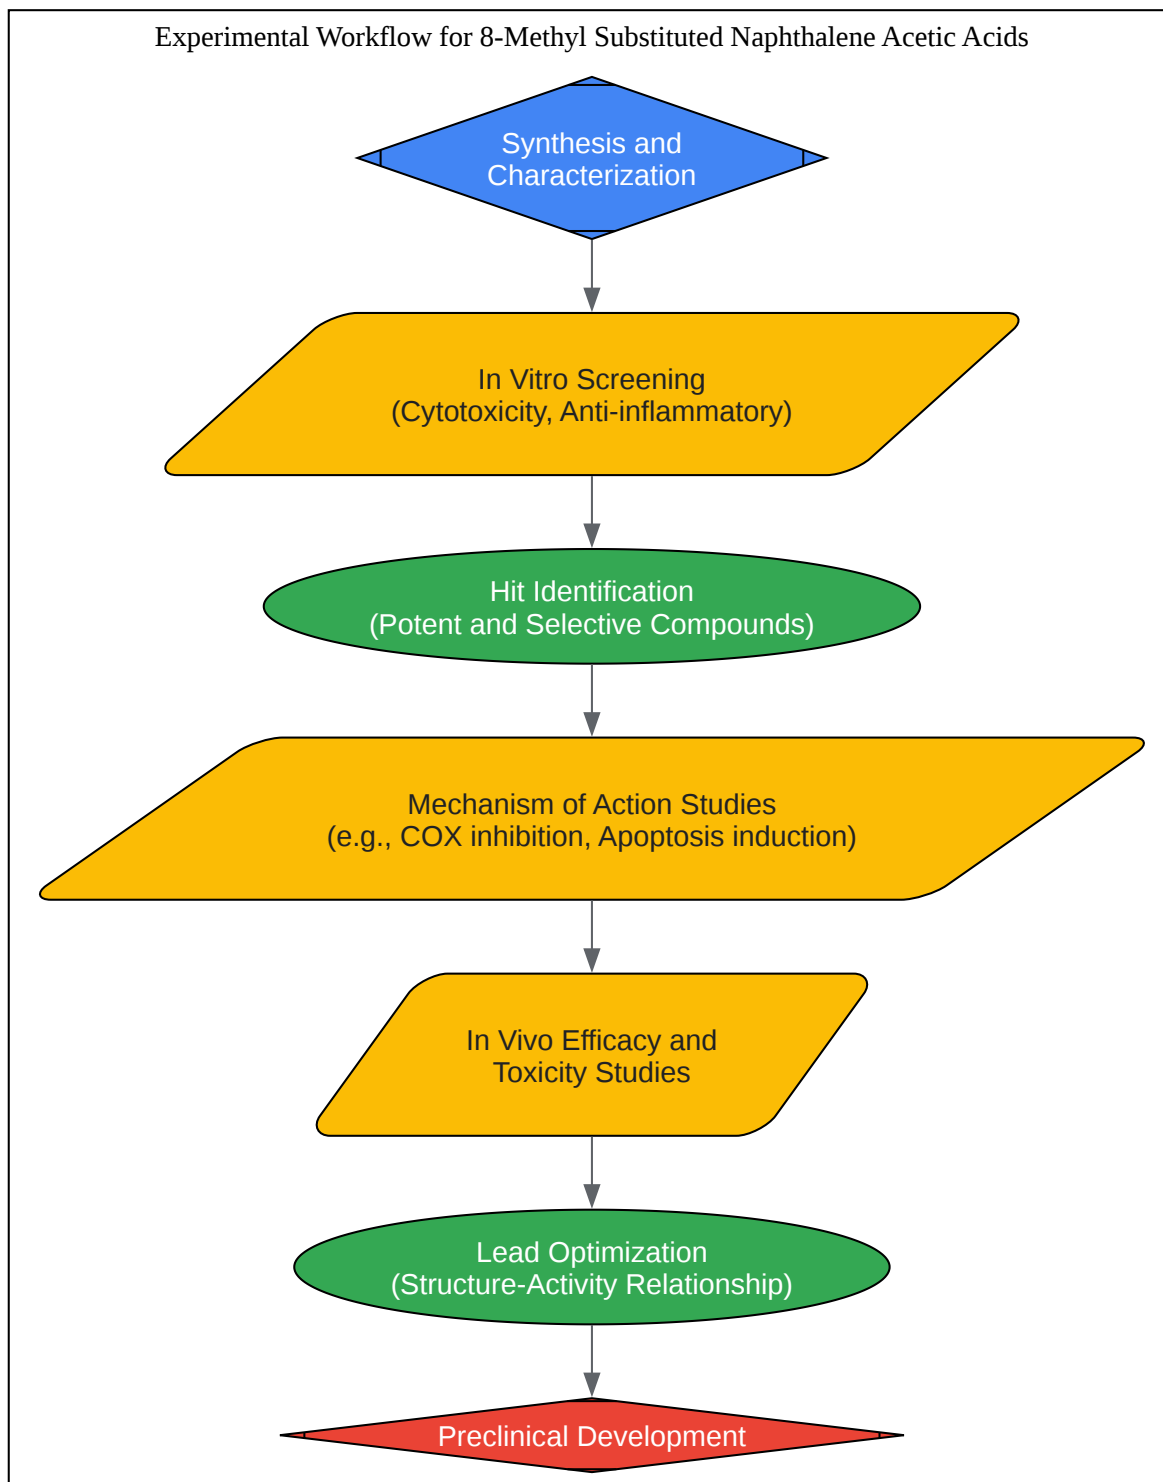 Experimental Workflow for 8-Methyl Substituted Naphthalene Acetic Acids
Synthesis and
Characterization
In Vitro Screening
(Cytotoxicity, Anti-inflammatory)
Hit Identification
(Potent and Selective Compounds)
Mechanism of Action Studies
(e.g., COX inhibition, Apoptosis induction)
In Vivo Efficacy and
Toxicity Studies
Lead Optimization
(Structure-Activity Relationship)
Preclinical Development